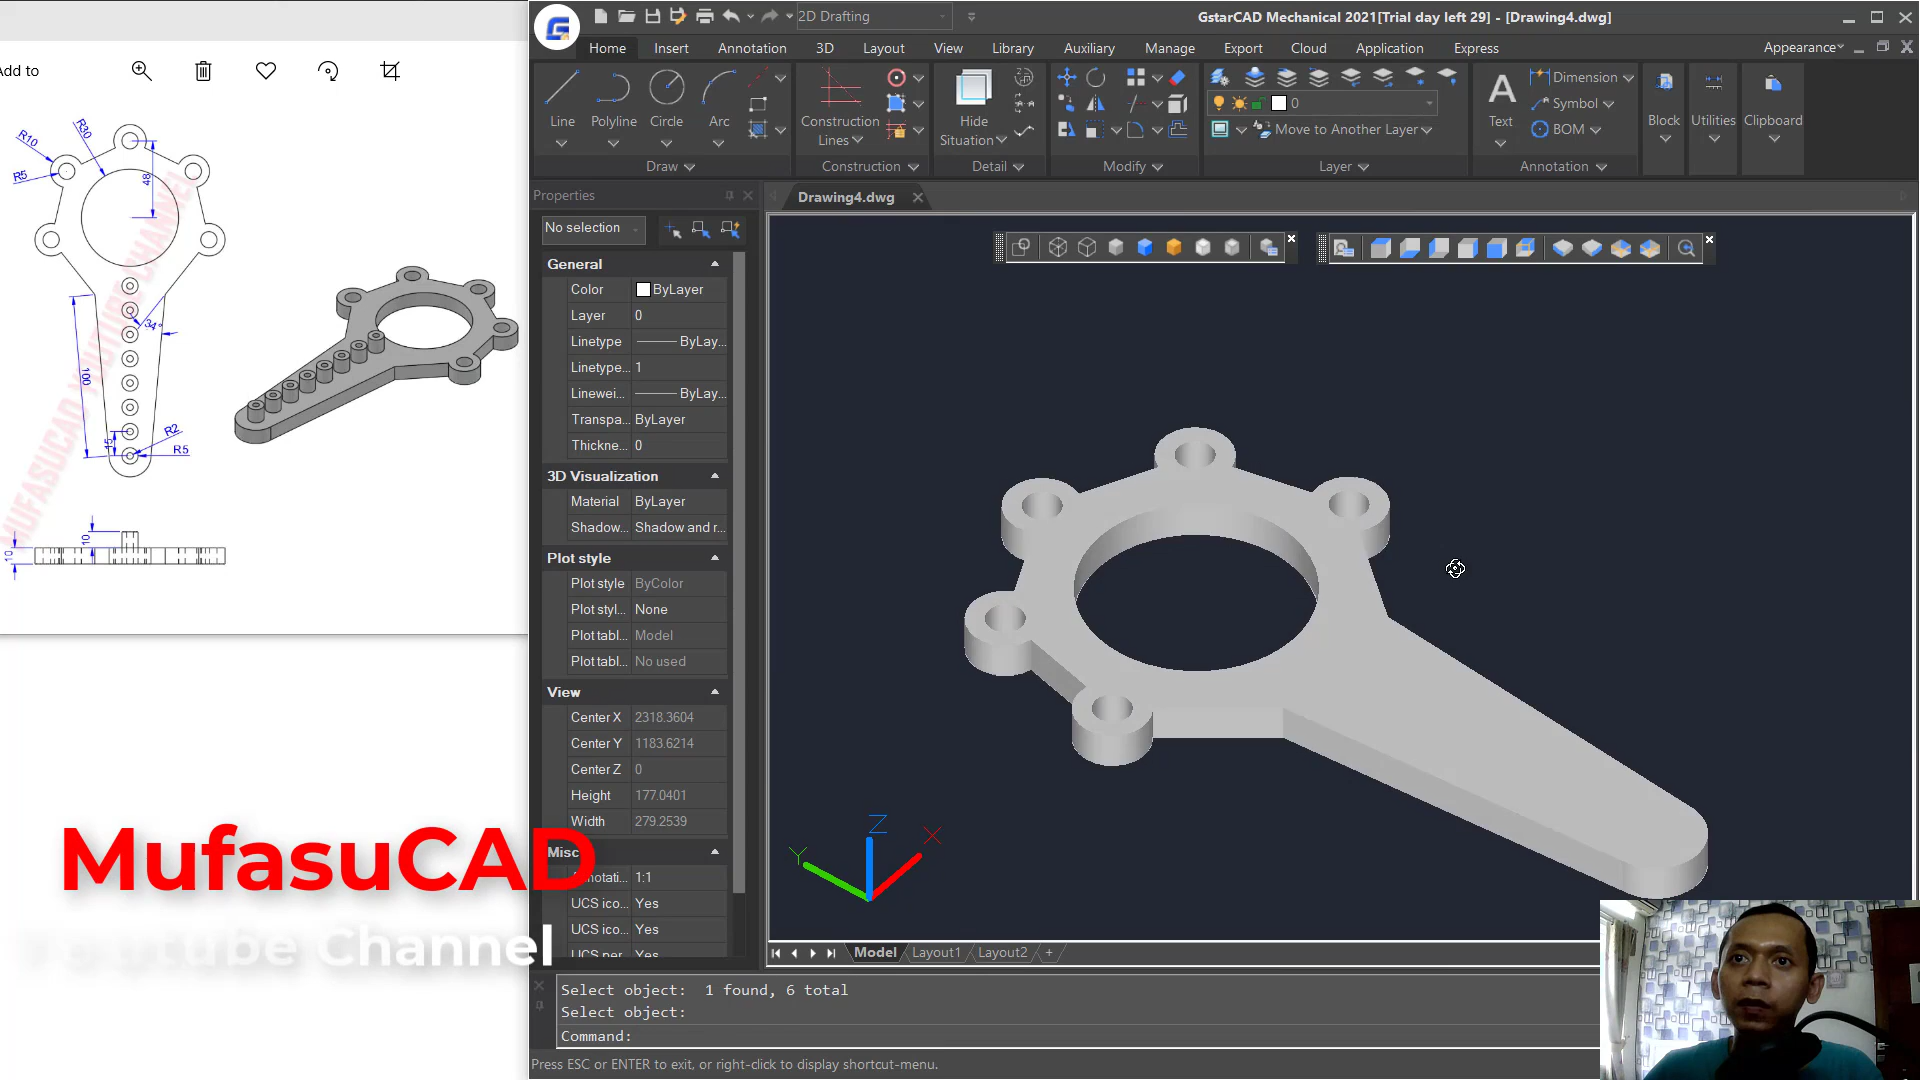 2D Drafting
GstarCAD Mechanical 2021[Trial day left 29] - [Drawing4.dwg]
Home Insert Annotation 3D Layout View Library Auxiliary Manage Export Cloud Application Express Appearance
Add to
Line Polyline Circle Arc
Construction Lines
Hide Situation
0
Move to Another Layer
Text
Dimension
Symbol
BOM
Block Utilities Clipboard
Draw Construction Detail Modify Layer Annotation
Properties
Drawing4.dwg
No selection
General
Color ByLayer
Layer 0
Linetype ByLay...
Linetype... 1
Linewei... ByLay...
Transpa... ByLayer
Thickne... 0
3D Visualization
Material ByLayer
Shadow... Shadow and r...
Plot style
Plot style ByColor
Plot styl... None
Plot tabl... Model
Plot tabl... No used
View
Center X 2318.3604
Center Y 1183.6214
Center Z 0
Height 177.0401
Width 279.2539
Misc
Annotati... 1:1
UCS ico... Yes
UCS ico... Yes
UCS per... Yes
R10
R30
R5
48
34°
100
15
R2
R5
10
10
MUFASUCAD YOUTUBE CHANNEL
MufasuCAD
Youtube Channel
Z
X
Y
Model Layout1 Layout2 +
Select object: 1 found, 6 total
Select object:
Command:
Press ESC or ENTER to exit, or right-click to display shortcut-menu.